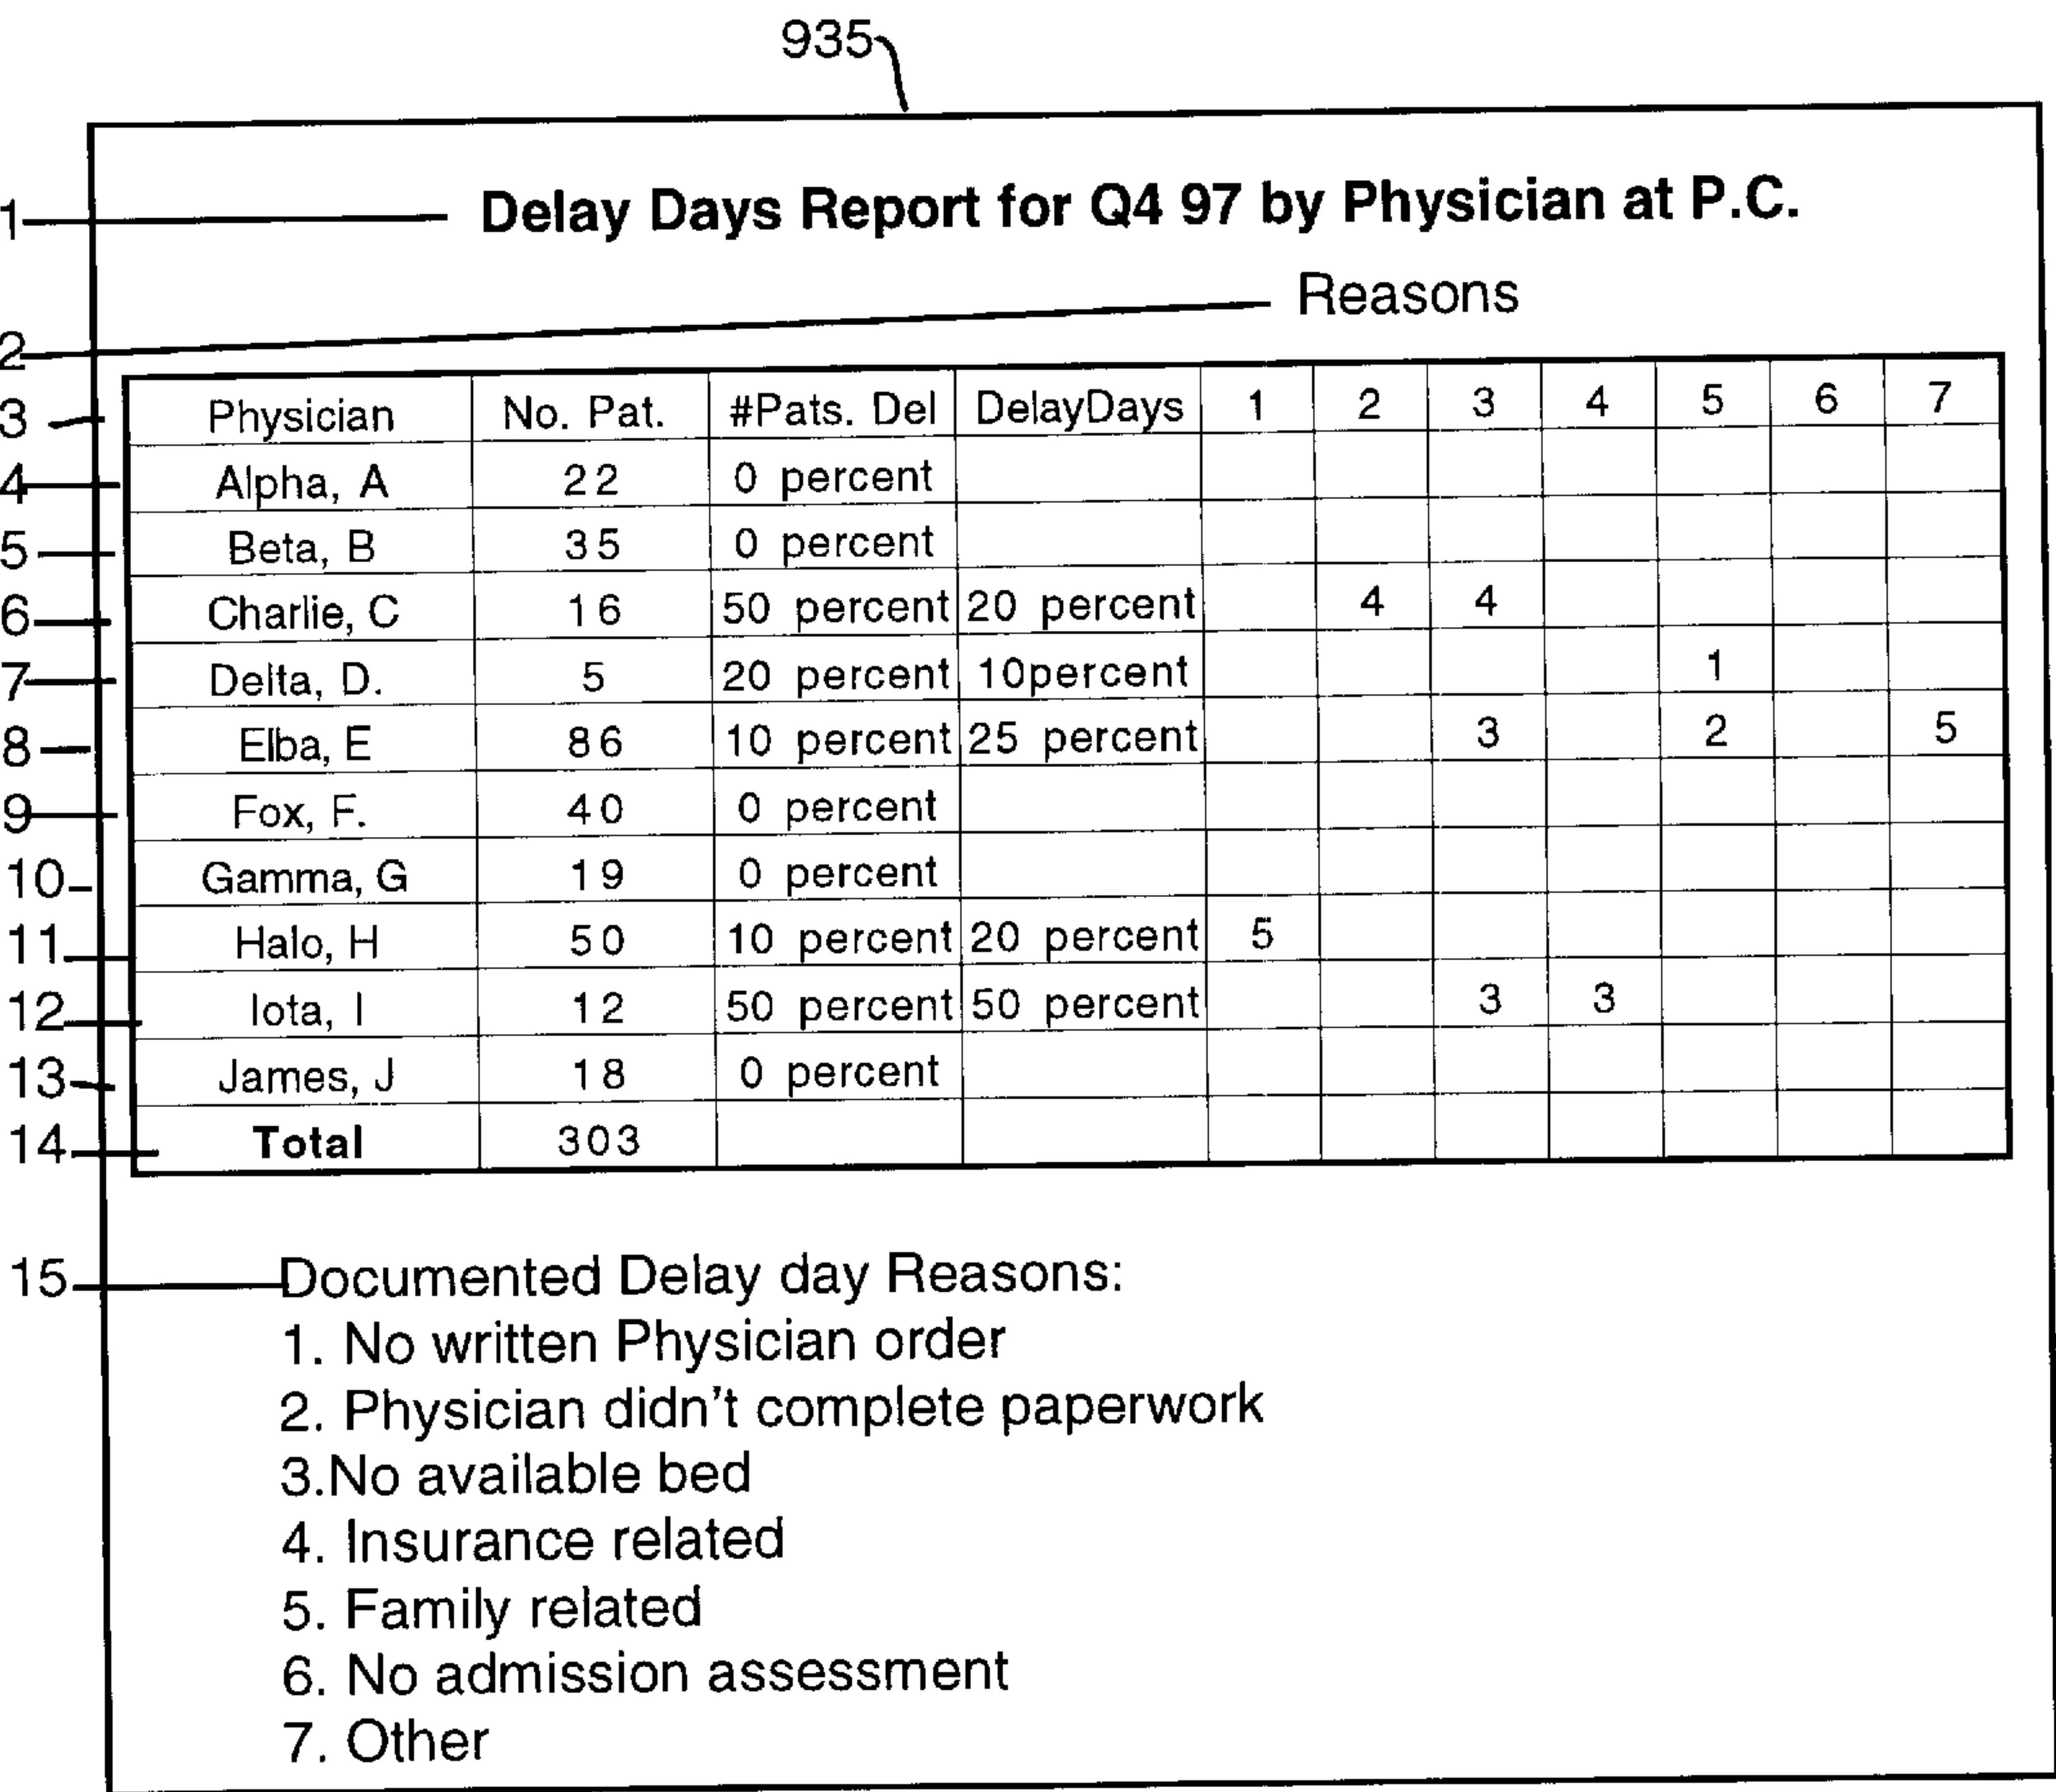 935
1 Delay Days Report for Q4 97 by Physician at P.C.
2 Reasons
3 Physician No. Pat. #Pats. Del DelayDays 1 2 3 4 5 6 7
4 Alpha, A 22 0 percent
5 Beta, B 35 0 percent
6 Charlie, C 16 50 percent 20 percent 4 4
7 Delta, D. 5 20 percent 10percent 1
8 Elba, E 86 10 percent 25 percent 3 2 5
9 Fox, F. 40 0 percent
10 Gamma, G 19 0 percent
11 Halo, H 50 10 percent 20 percent 5
12 Iota, I 12 50 percent 50 percent 3 3
13 James, J 18 0 percent
14 Total 303
15 Documented Delay day Reasons:
1. No written Physician order
2. Physician didn't complete paperwork
3.No available bed
4. Insurance related
5. Family related
6. No admission assessment
7. Other